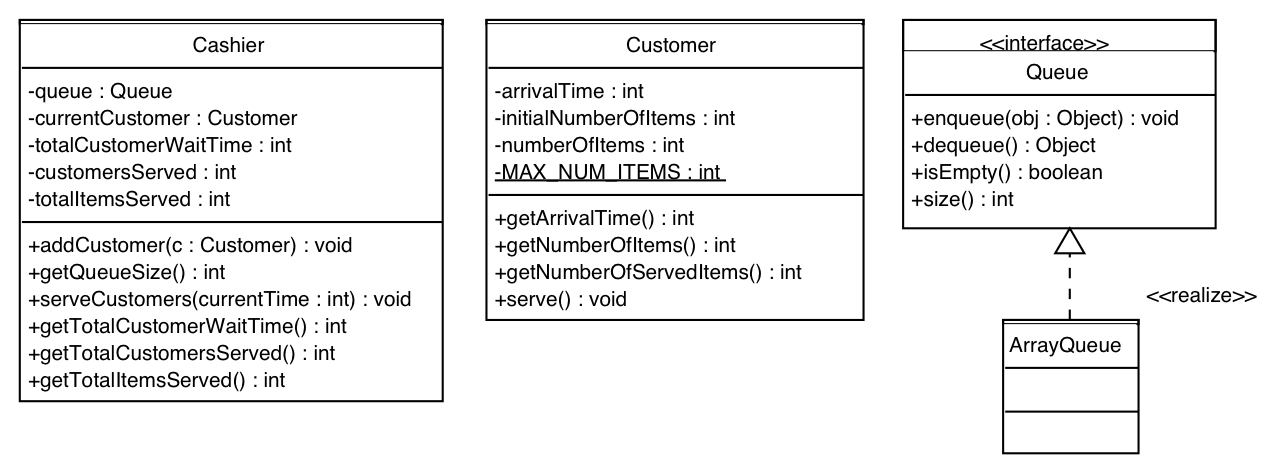 Cashier
-queue : Queue
-currentCustomer : Customer
-totalCustomerWaitTime : int
-customersServed : int
-totalItemsServed : int
+addCustomer(c : Customer) : void
+getQueueSize() : int
+serveCustomers(currentTime : int) : void
+getTotalCustomerWaitTime() : int
+getTotalCustomersServed() : int
+getTotalItemsServed() : int
Customer
-arrivalTime : int
-initialNumberOfItems : int
-numberOfItems : int
-MAX_NUM_ITEMS : int
+getArrivalTime() : int
+getNumberOfItems() : int
+getNumberOfServedItems() : int
+serve() : void
<<interface>>
Queue
+enqueue(obj : Object) : void
+dequeue() : Object
+isEmpty() : boolean
+size() : int
<<realize>>
ArrayQueue